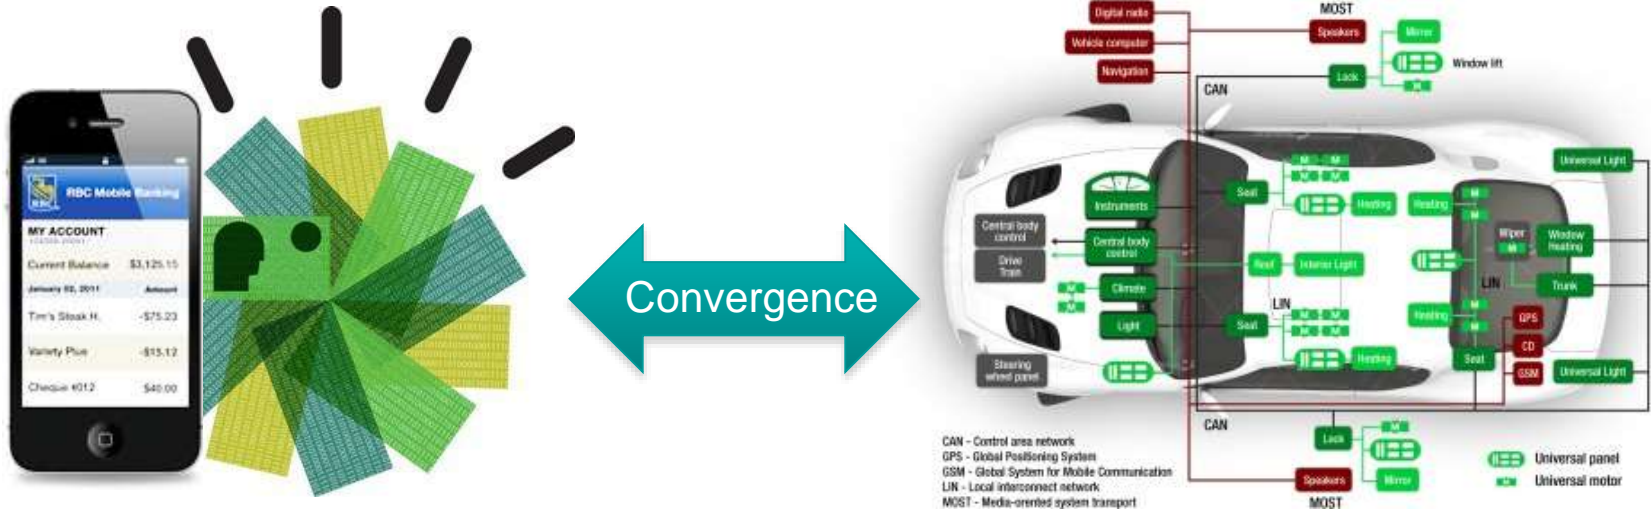 RBC Mobile Banking
RBC
MY ACCOUNT
Current Balance $3,125.15
January 02, 2011 Amount
Tim's Steak H. -$75.23
Variety Plus -$15.12
Cheque #012 $40.00
Convergence
Digital radio
Vehicle computer
Navigation
MOST
Speakers
Mirror
Lock
Window lift
M
CAN
Universal Light
Instruments
Seat
M M
M M
Heating
Heating
M
M
Central body
control
Central body
control
Drive
Train
Roof
Interior Light
Wiper
M
Window
Heating
M
M
Climate
LIN
LIN
Trunk
Light
Seat
M M
M M
Heating
Heating
M
M
GPS
CD
GSM
Seat
Steering
wheel panel
Universal Light
CAN
Lock
M
Mirror
Speakers
MOST
CAN - Control area network
GPS - Global Positioning System
GSM - Global System for Mobile Communication
LIN - Local interconnect network
MOST - Media-oriented system transport
Universal panel
M Universal motor